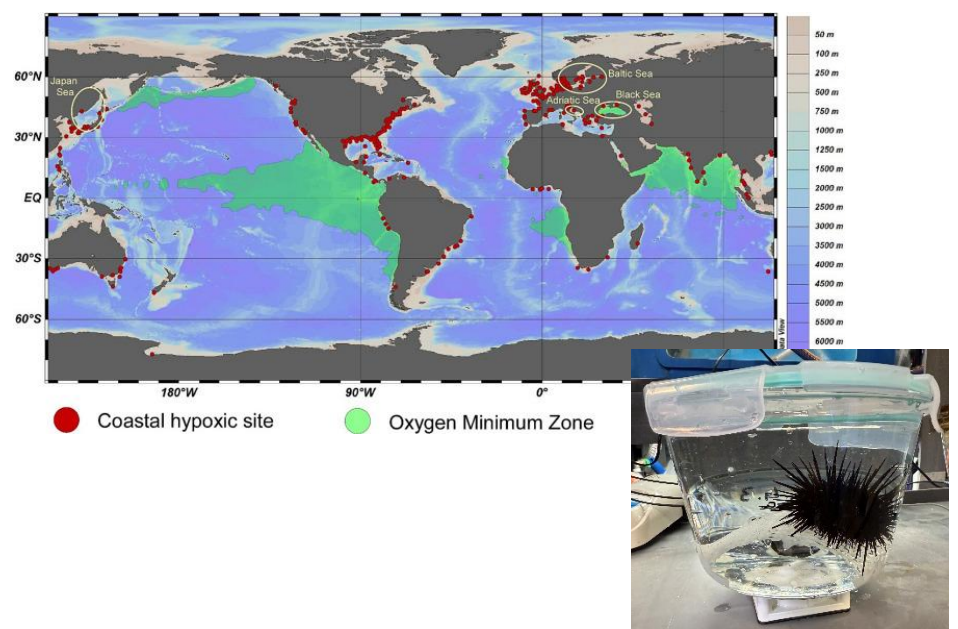 Japan
Sea
Baltic Sea
Adriatic Sea
Black Sea
60°N
30°N
EQ
30°S
60°S
180°W
90°W
0°
50 m
100 m
250 m
500 m
750 m
1000 m
1500 m
2000 m
2500 m
3000 m
3500 m
4000 m
4500 m
5000 m
5500 m
6000 m
ata View
Coastal hypoxic site
Oxygen Minimum Zone